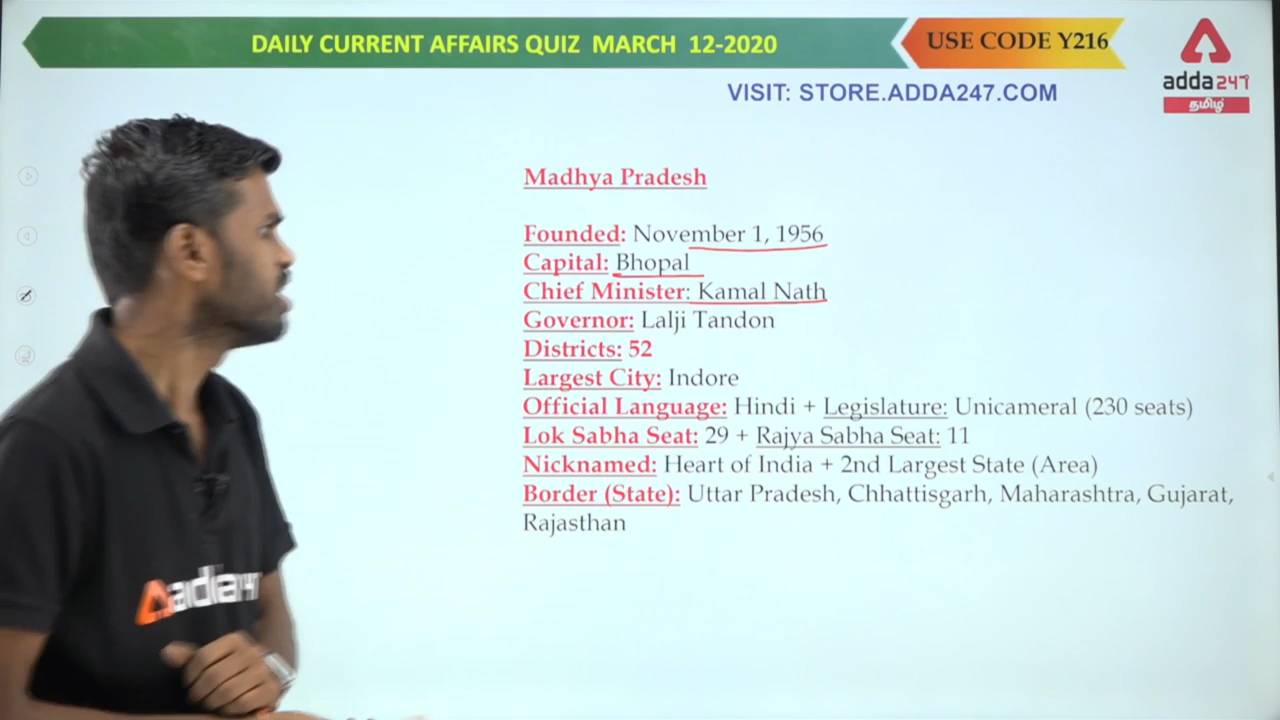 DAILY CURRENT AFFAIRS QUIZ MARCH 12-2020
USE CODE Y216
adda247
தமிழ்
VISIT: STORE.ADDA247.COM
Madhya Pradesh
Founded: November 1, 1956
Capital: Bhopal
Chief Minister: Kamal Nath
Governor: Lalji Tandon
Districts: 52
Largest City: Indore
Official Language: Hindi + Legislature: Unicameral (230 seats)
Lok Sabha Seat: 29 + Rajya Sabha Seat: 11
Nicknamed: Heart of India + 2nd Largest State (Area)
Border (State): Uttar Pradesh, Chhattisgarh, Maharashtra, Gujarat,
Rajasthan
adda247